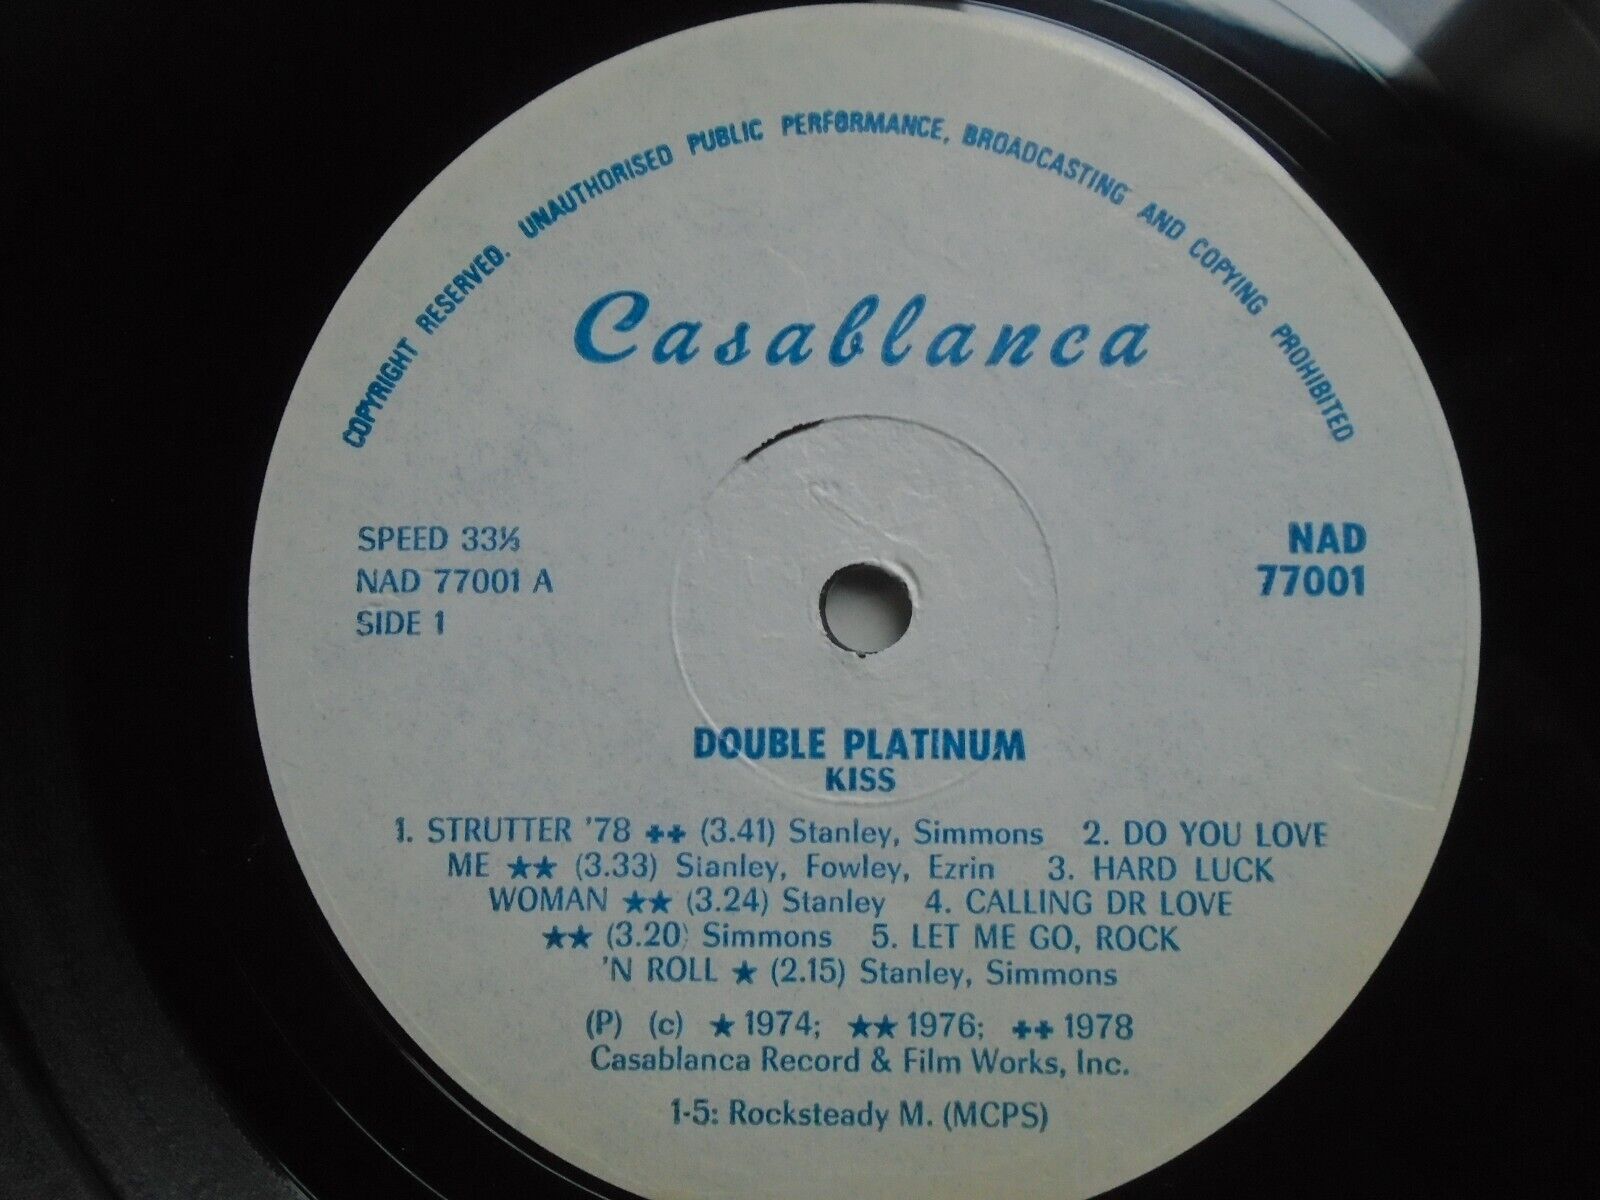 COPYRIGHT RESERVED. UNAUTHORISED PUBLIC PERFORMANCE, BROADCASTING AND COPYING PROHIBITED
Casablanca
SPEED 33⅓
NAD 77001 A
SIDE 1
NAD
77001
DOUBLE PLATINUM
KISS
1. STRUTTER '78 ✚✚ (3.41) Stanley, Simmons 2. DO YOU LOVE
ME ★★ (3.33) Stanley, Fowley, Ezrin 3. HARD LUCK
WOMAN ★★ (3.24) Stanley 4. CALLING DR LOVE
★★ (3.20) Simmons 5. LET ME GO, ROCK
'N ROLL ★ (2.15) Stanley, Simmons
(P) (c) ★ 1974; ★★ 1976; ✚✚ 1978
Casablanca Record & Film Works, Inc.
1-5: Rocksteady M. (MCPS)